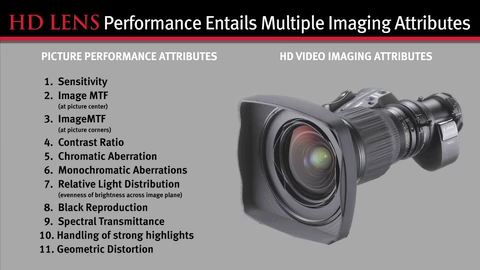 HD LENS Performance Entails Multiple Imaging Attributes
PICTURE PERFORMANCE ATTRIBUTES
1. Sensitivity
2. Image MTF
(at picture center)
3. ImageMTF
(at picture corners)
4. Contrast Ratio
5. Chromatic Aberration
6. Monochromatic Aberrations
7. Relative Light Distribution
(evenness of brightness across image plane)
8. Black Reproduction
9. Spectral Transmittance
10. Handling of strong highlights
11. Geometric Distortion
HD VIDEO IMAGING ATTRIBUTES